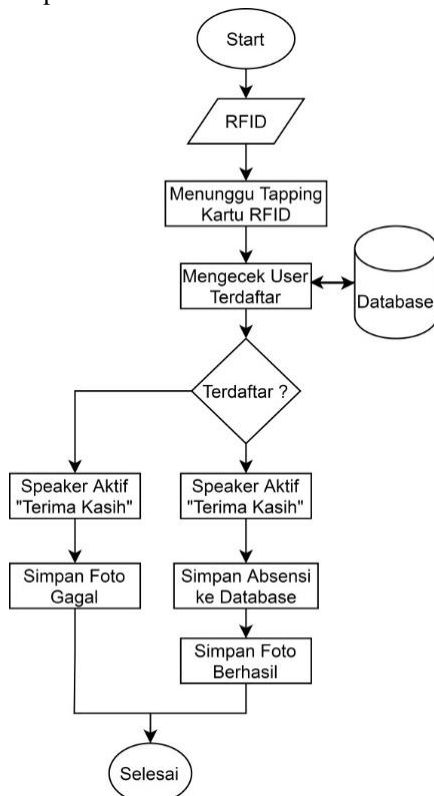 Start
RFID
Menunggu Tapping
Kartu RFID
Mengecek User
Terdaftar
Database
Terdaftar ?
Speaker Aktif
"Terima Kasih"
Speaker Aktif
"Terima Kasih"
Simpan Foto
Gagal
Simpan Absensi
ke Database
Simpan Foto
Berhasil
Selesai